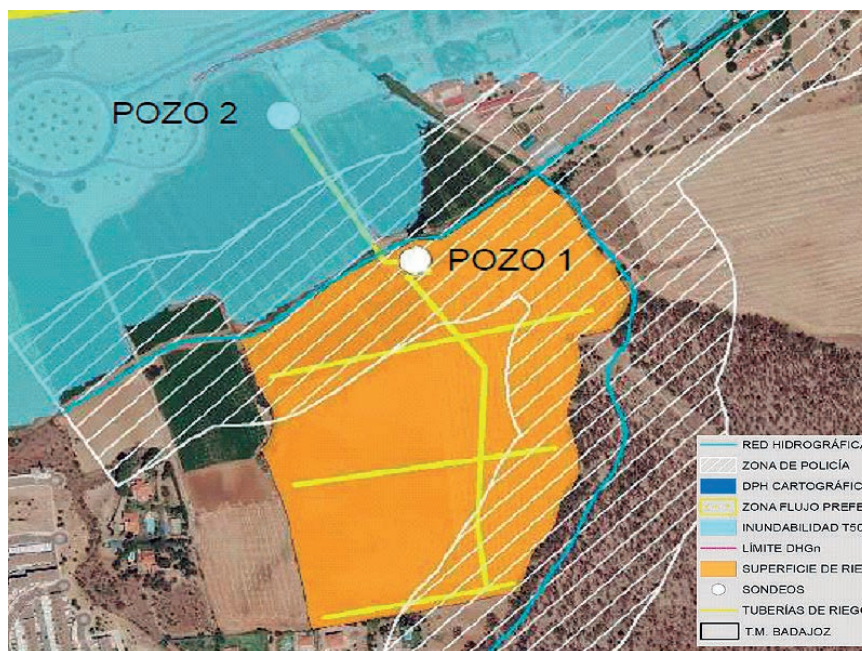 POZO 2
POZO 1
RED HIDROGRÁFICA
ZONA DE POLICÍA
DPH CARTOGRÁFIC
ZONA FLUJO PREFE
INUNDABILIDAD T50
LÍMITE DHGn
SUPERFICIE DE RIE
SONDEOS
TUBERÍAS DE RIEGO
T.M. BADAJOZ